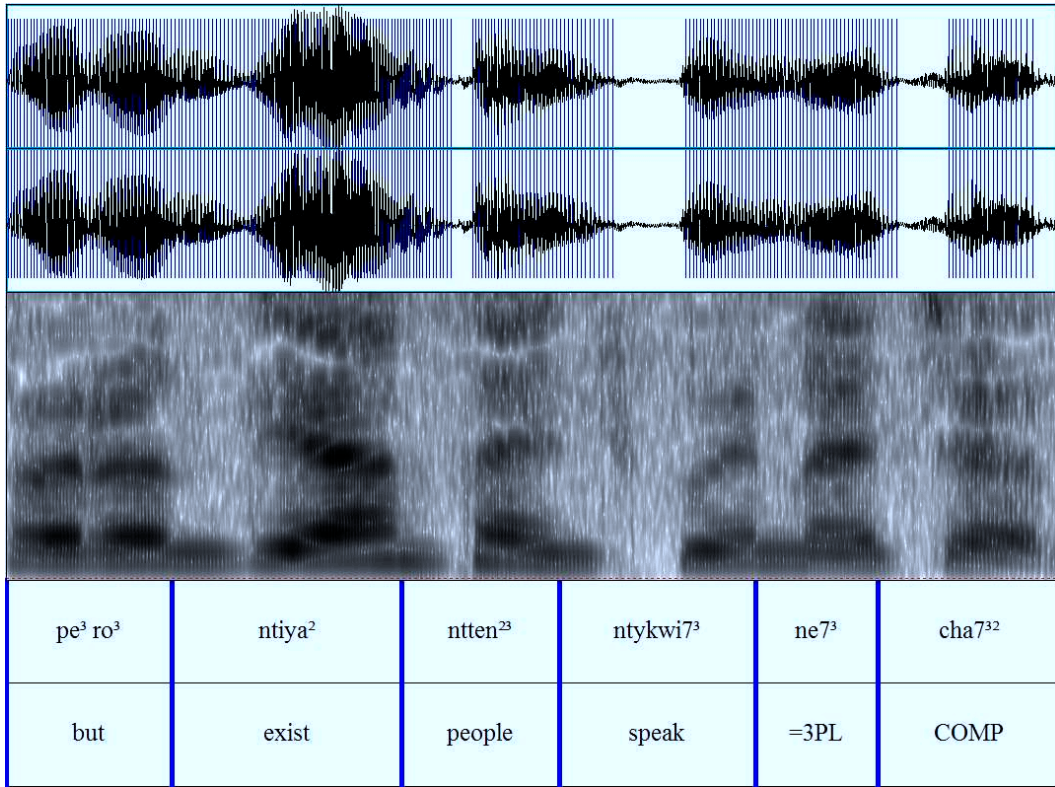 pe³ ro³ ntiya² ntten²³ ntykwi7³ ne7³ cha7³²
but exist people speak =3PL COMP